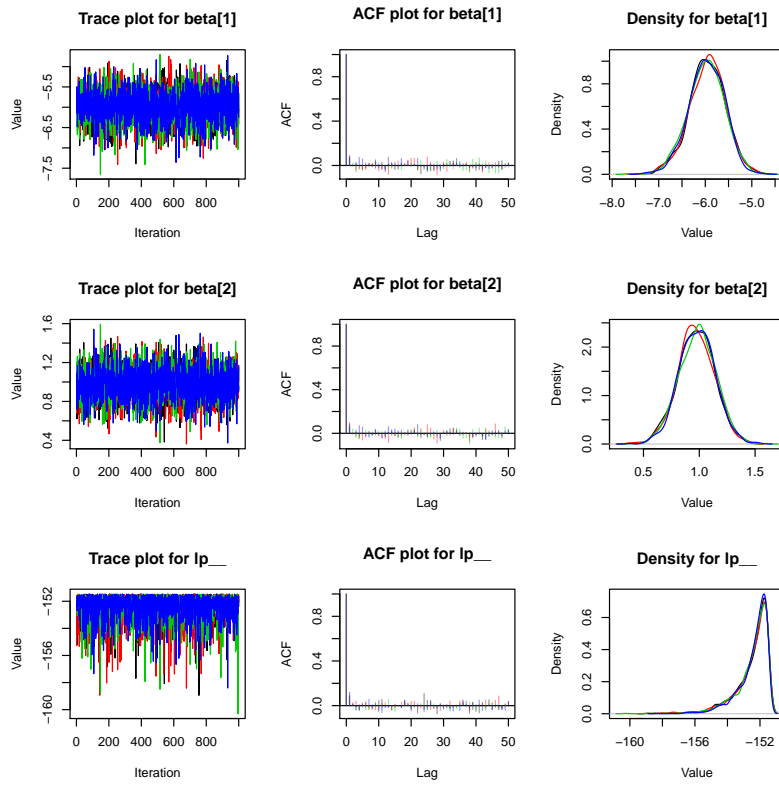 Trace plot for beta[1]
Value
-5.5
-6.5
-7.5
0 200 400 600 800
Iteration
ACF plot for beta[1]
ACF
0.8
0.4
0.0
0 10 20 30 40 50
Lag
Density for beta[1]
Density
0.8
0.4
0.0
-8.0 -7.0 -6.0 -5.0
Value
Trace plot for beta[2]
Value
1.6
1.2
0.8
0.4
0 200 400 600 800
Iteration
ACF plot for beta[2]
ACF
0.8
0.4
0.0
0 10 20 30 40 50
Lag
Density for beta[2]
Density
2.0
1.0
0.0
0.5 1.0 1.5
Value
Trace plot for lp__
Value
-152
-156
-160
0 200 400 600 800
Iteration
ACF plot for lp__
ACF
0.8
0.4
0.0
0 10 20 30 40 50
Lag
Density for lp__
Density
0.6
0.4
0.2
0.0
-160 -156 -152
Value